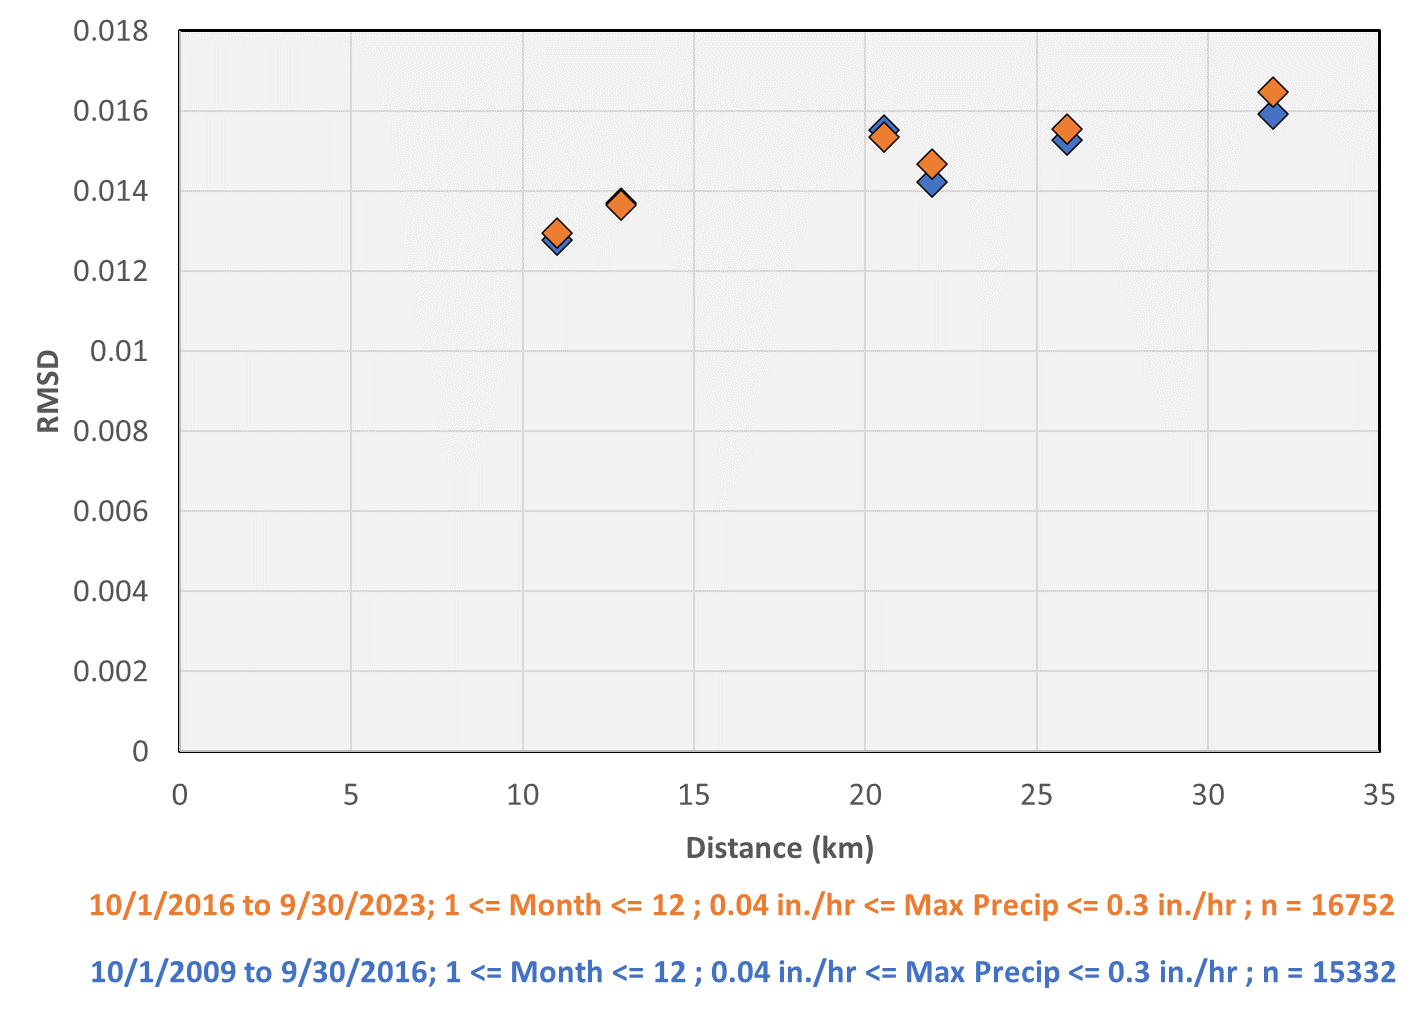 0.018
0.016
0.014
0.012
0.01
0.008
0.006
0.004
0.002
0
RMSD
0 5 10 15 20 25 30 35
Distance (km)
10/1/2016 to 9/30/2023; 1 <= Month <= 12 ; 0.04 in./hr <= Max Precip <= 0.3 in./hr ; n = 16752
10/1/2009 to 9/30/2016; 1 <= Month <= 12 ; 0.04 in./hr <= Max Precip <= 0.3 in./hr ; n = 15332